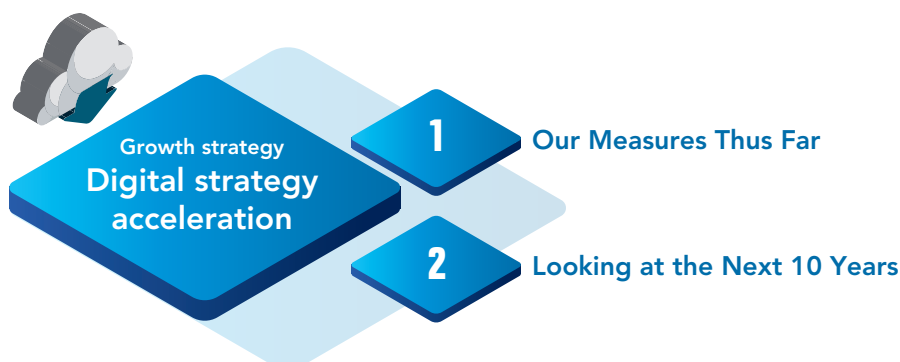 Growth strategy
Digital strategy
acceleration
1
Our Measures Thus Far
2
Looking at the Next 10 Years